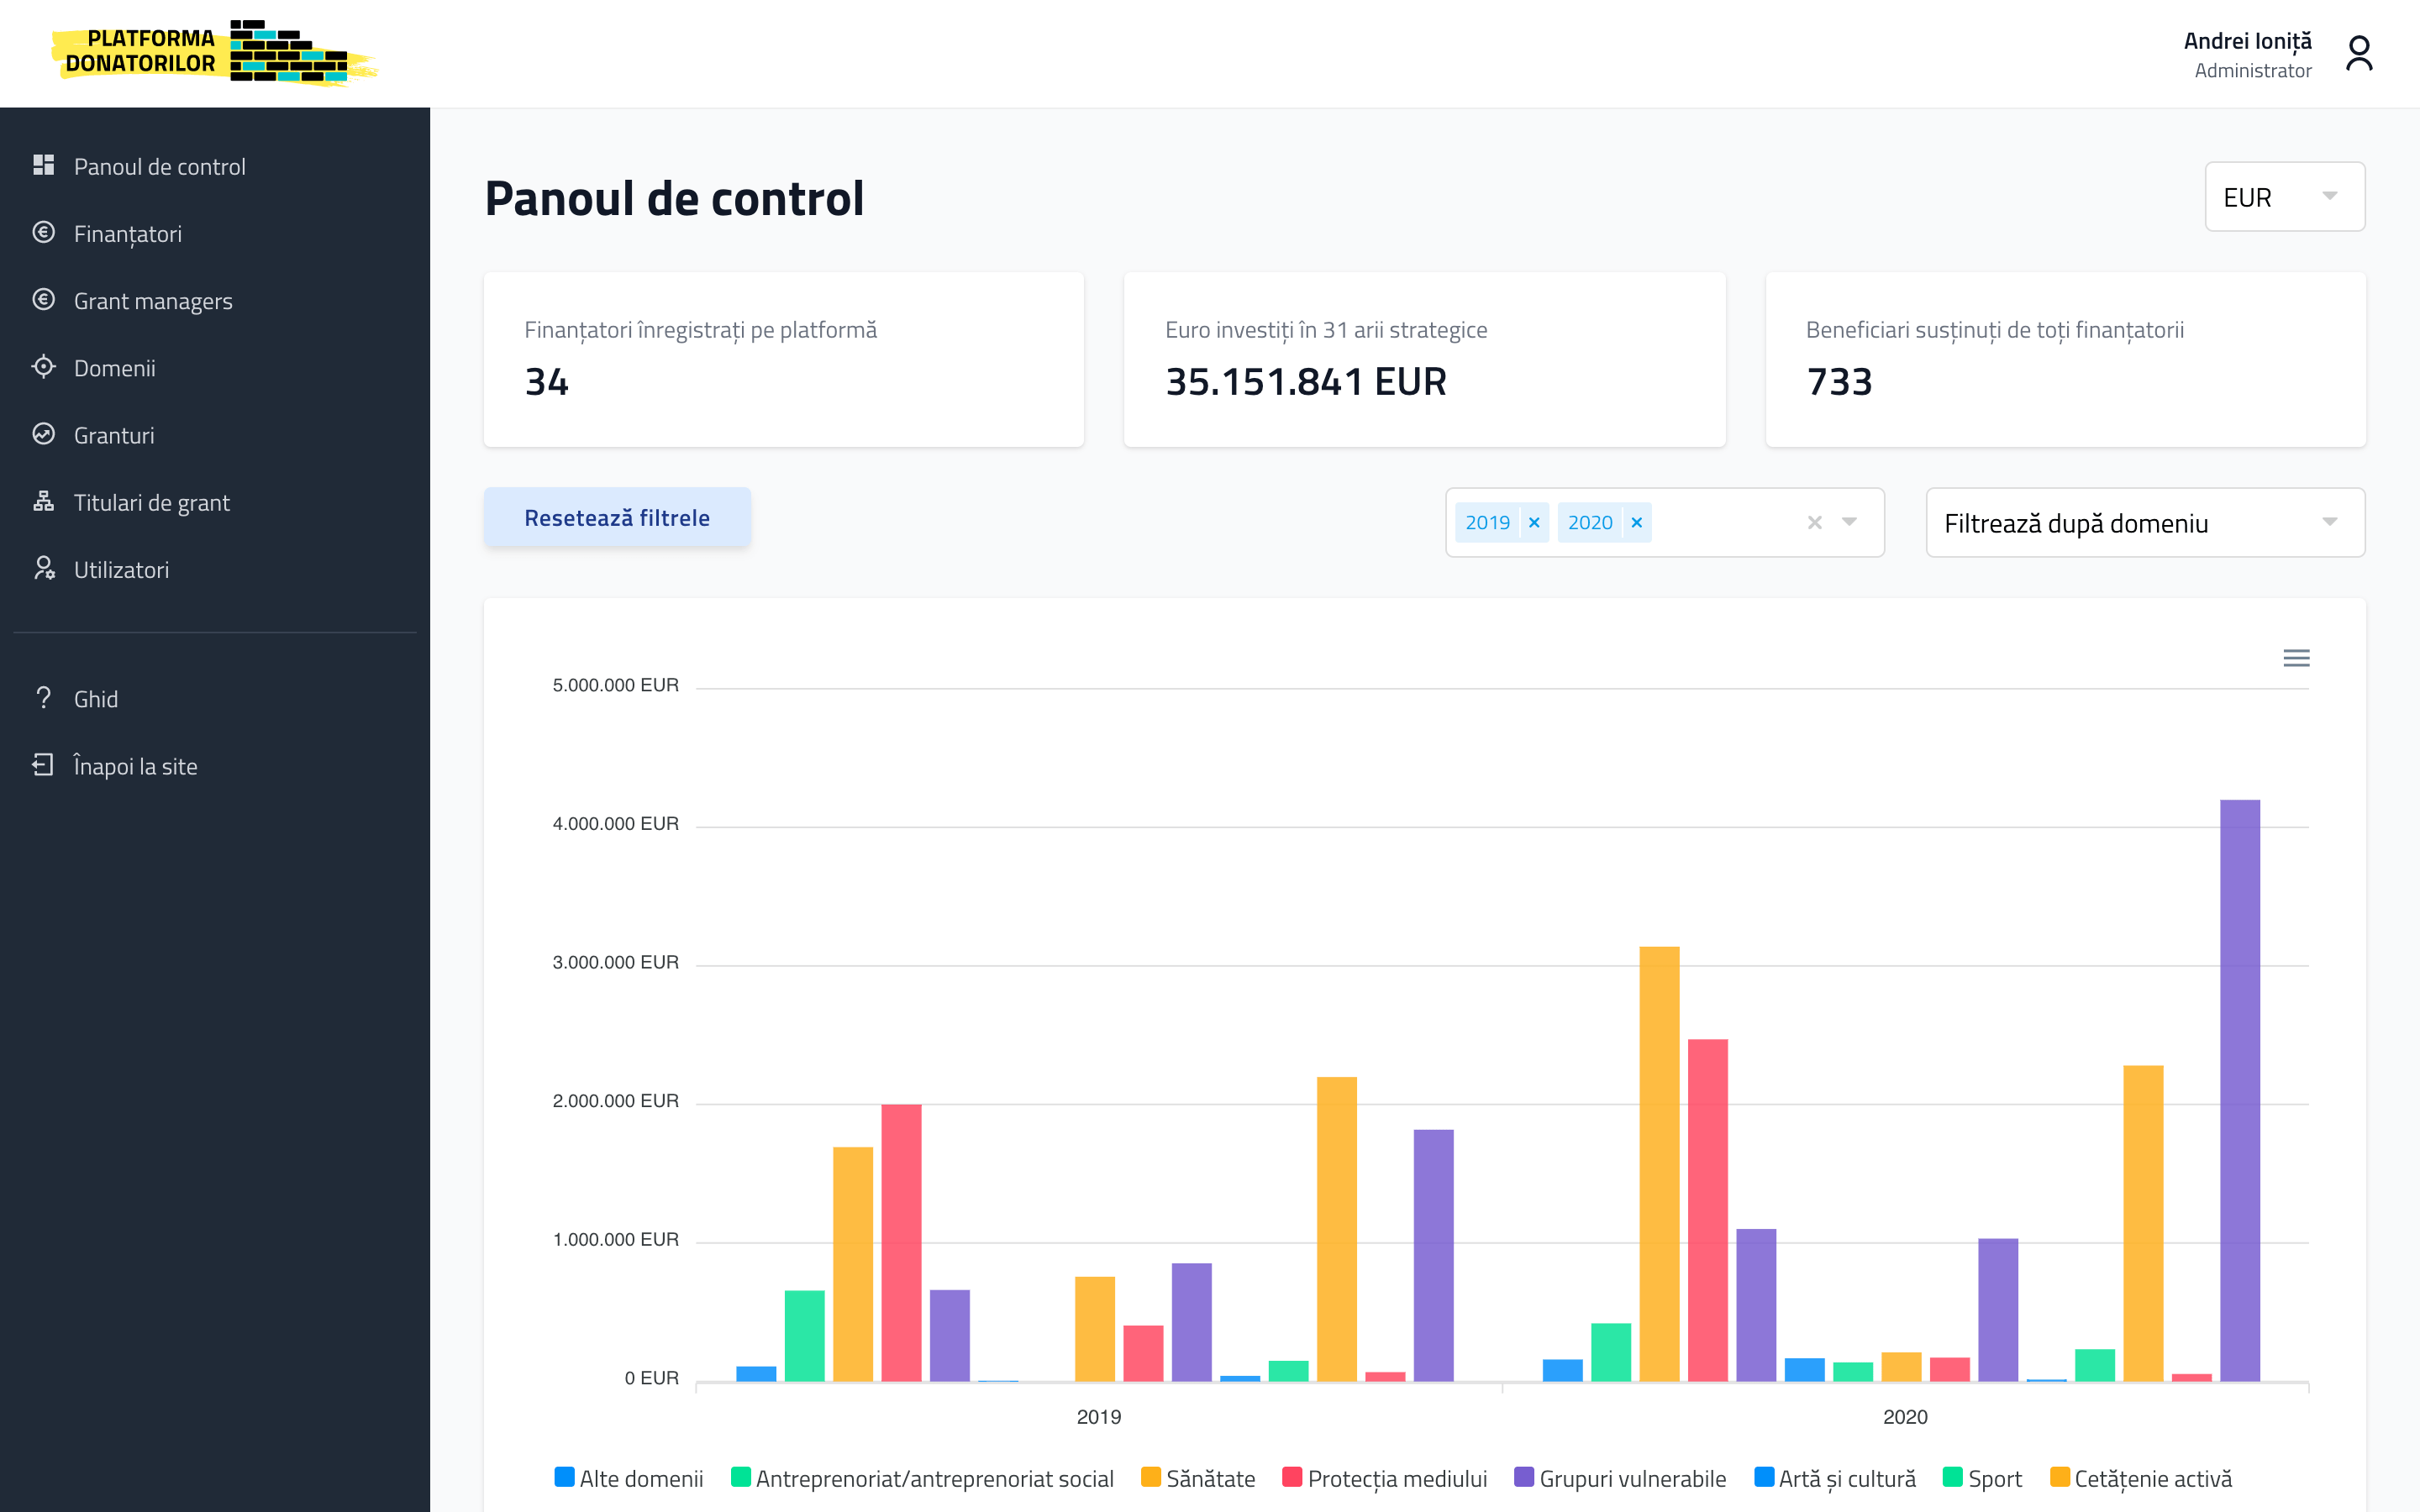 PLATFORMA
DONATORILOR
Andrei Ioniță
Administrator
Panoul de control
Finanțatori
Grant managers
Domenii
Granturi
Titulari de grant
Utilizatori
Ghid
Înapoi la site
Panoul de control
EUR
Finanțatori înregistrați pe platformă
34
Euro investiți în 31 arii strategice
35.151.841 EUR
Beneficiari susținuți de toți finanțatorii
733
Resetează filtrele
2019 × 2020 ×
Filtrează după domeniu
5.000.000 EUR
4.000.000 EUR
3.000.000 EUR
2.000.000 EUR
1.000.000 EUR
0 EUR
2019 2020
Alte domenii Antreprenoriat/antreprenoriat social Sănătate Protecția mediului Grupuri vulnerabile Artă și cultură Sport Cetățenie activă